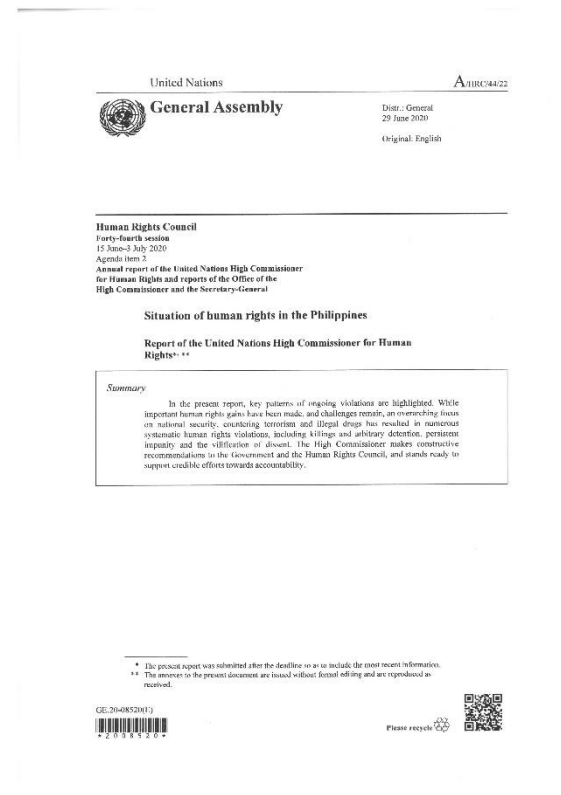 United Nations
A/HRC/44/22
General Assembly
Distr.: General
29 June 2020
Original: English
Human Rights Council
Forty-fourth session
15 June–3 July 2020
Agenda item 2
Annual report of the United Nations High Commissioner
for Human Rights and reports of the Office of the
High Commissioner and the Secretary-General
Situation of human rights in the Philippines
Report of the United Nations High Commissioner for Human
Rights*, **
Summary
In the present report, key patterns of ongoing violations are highlighted. While
important human rights gains have been made, and challenges remain, an overarching focus
on national security, countering terrorism and illegal drugs has resulted in numerous
systematic human rights violations, including killings and arbitrary detention, persistent
impunity and the vilification of dissent. The High Commissioner makes constructive
recommendations to the Government and the Human Rights Council, and stands ready to
support credible efforts towards accountability.
* The present report was submitted after the deadline so as to include the most recent information.
** The annexes to the present document are issued without formal editing and are reproduced as
received.
GE.20-08520(E)
*2008520*
Please recycle